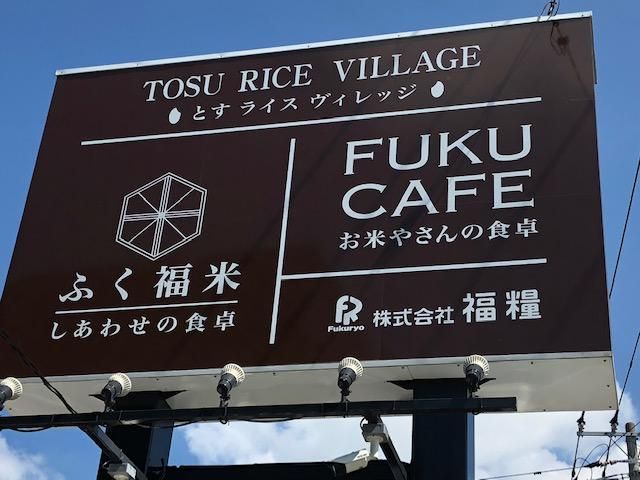 TOSU RICE VILLAGE
とす ライス ヴィレッジ
ふく福米
しあわせの食卓
FUKU
CAFE
お米やさんの食卓
FR
Fukuryo
株式会社 福糧